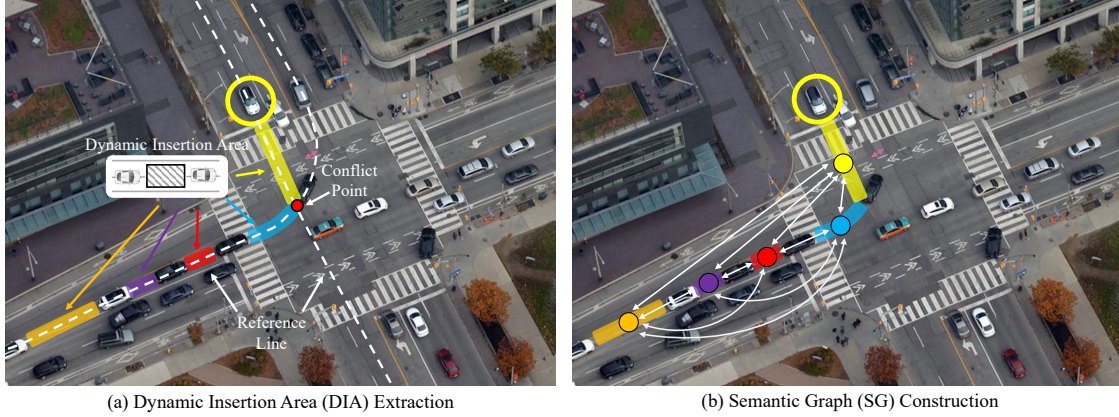 Dynamic Insertion Area
Conflict
Point
Reference
Line
(a) Dynamic Insertion Area (DIA) Extraction
(b) Semantic Graph (SG) Construction